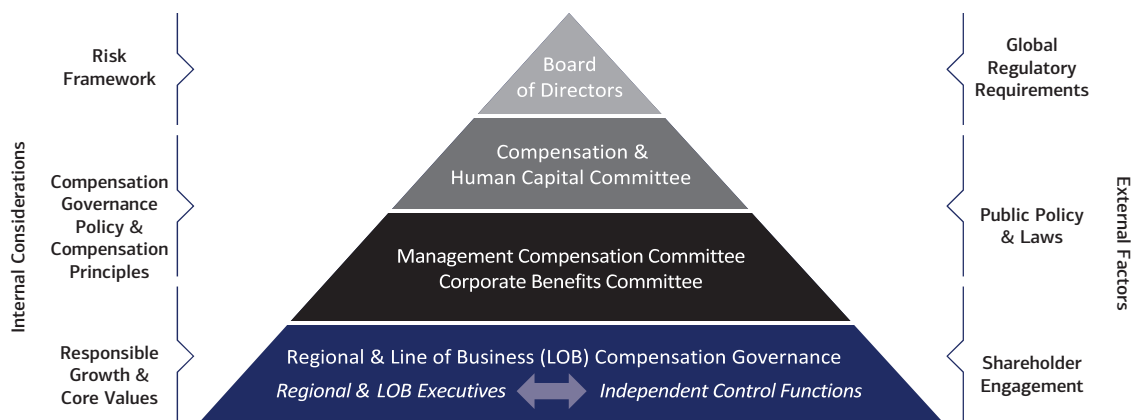 Internal Considerations
Risk
Framework
Compensation
Governance
Policy &
Compensation
Principles
Responsible
Growth &
Core Values
Board
of Directors
Compensation &
Human Capital Committee
Management Compensation Committee
Corporate Benefits Committee
Regional & Line of Business (LOB) Compensation Governance
Regional & LOB Executives
Independent Control Functions
Global
Regulatory
Requirements
Public Policy
& Laws
Shareholder
Engagement
External Factors